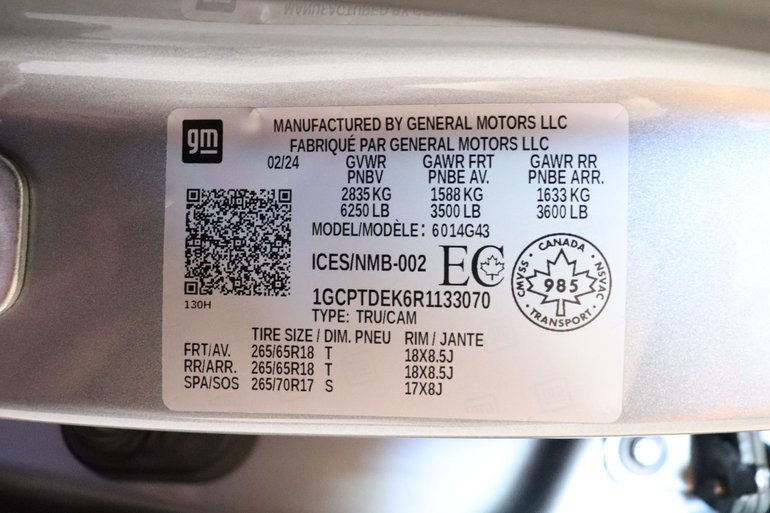 gm
MANUFACTURED BY GENERAL MOTORS LLC
FABRIQUÉ PAR GENERAL MOTORS LLC
02/24 GVWR GAWR FRT GAWR RR
PNBV PNBE AV. PNBE ARR.
2835 KG 1588 KG 1633 KG
6250 LB 3500 LB 3600 LB
MODEL/MODÈLE: 6014G43
ICES/NMB-002 EC
CANADA
CMVSS 985 NSVAC
TRANSPORT
130H
1GCPTDEK6R1133070
TYPE: TRU/CAM
TIRE SIZE / DIM. PNEU RIM / JANTE
FRT/AV. 265/65R18 T 18X8.5J
RR/ARR. 265/65R18 T 18X8.5J
SPA/SOS 265/70R17 S 17X8J